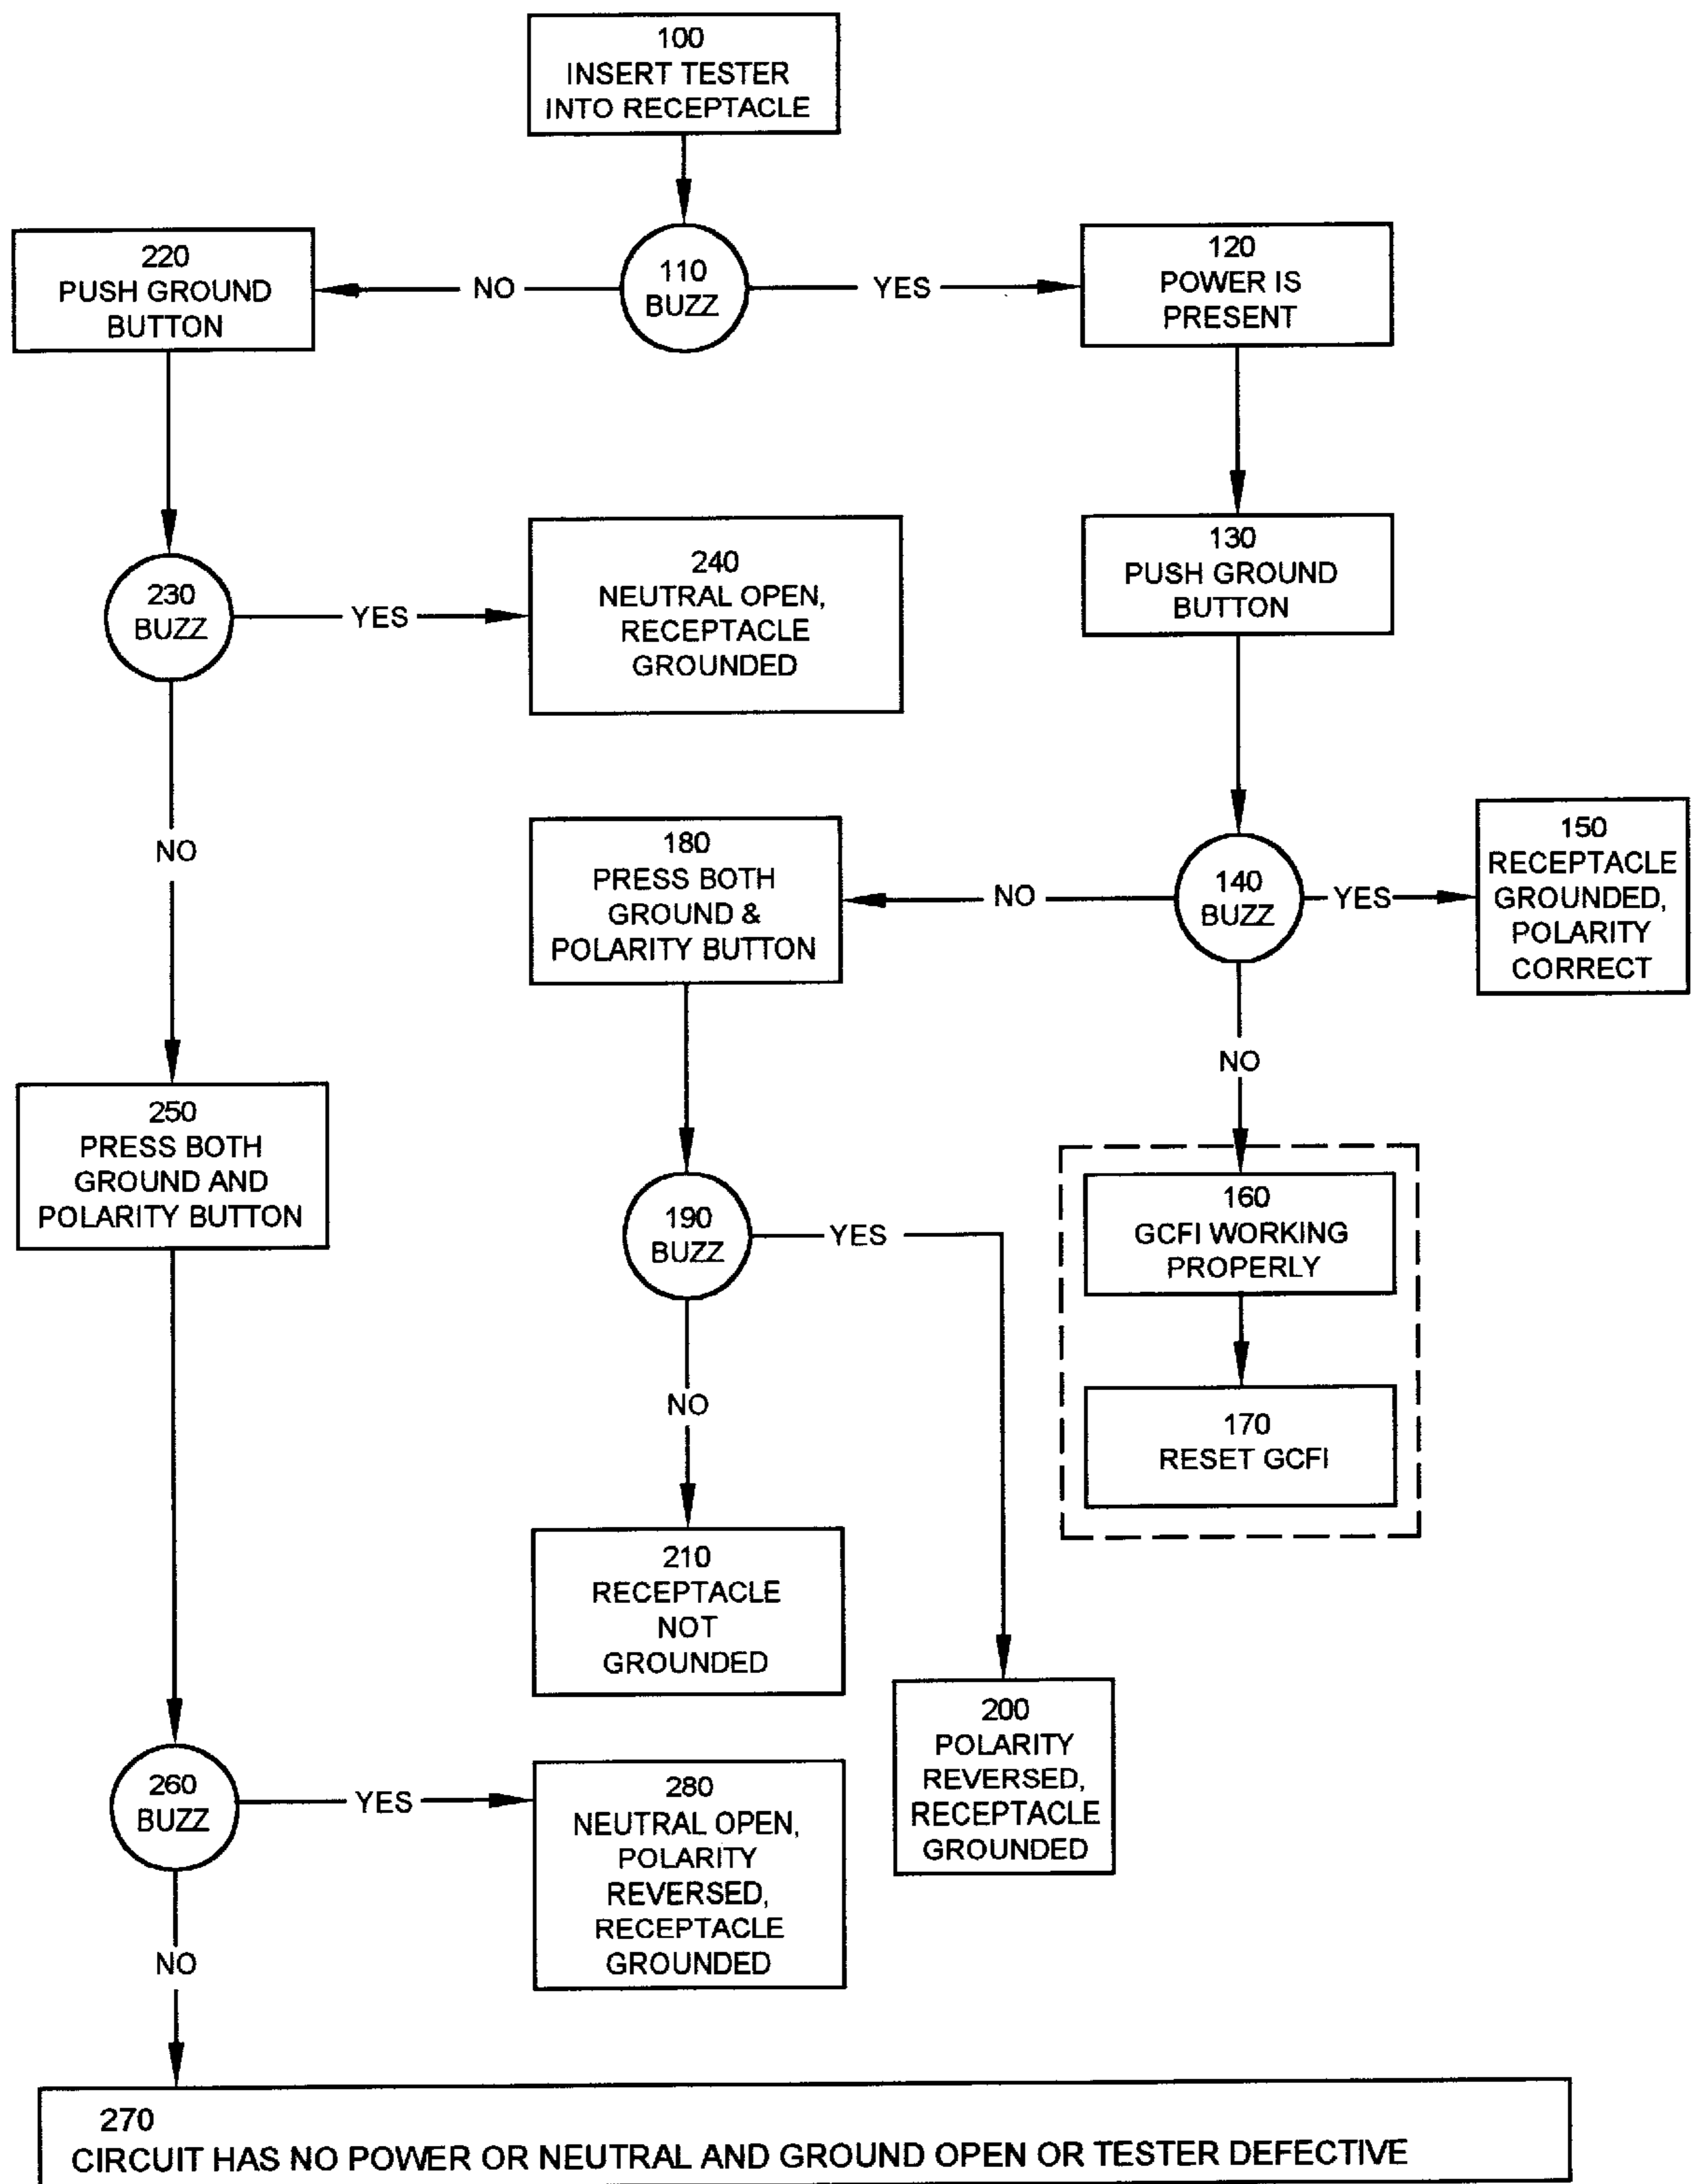 100
INSERT TESTER
INTO RECEPTACLE
220
PUSH GROUND
BUTTON
NO
110
BUZZ
YES
120
POWER IS
PRESENT
130
PUSH GROUND
BUTTON
230
BUZZ
YES
240
NEUTRAL OPEN,
RECEPTACLE
GROUNDED
NO
180
PRESS BOTH
GROUND &
POLARITY BUTTON
NO
140
BUZZ
YES
150
RECEPTACLE
GROUNDED,
POLARITY
CORRECT
NO
250
PRESS BOTH
GROUND AND
POLARITY BUTTON
190
BUZZ
YES
160
GCFI WORKING
PROPERLY
NO
170
RESET GCFI
210
RECEPTACLE
NOT
GROUNDED
200
POLARITY
REVERSED,
RECEPTACLE
GROUNDED
260
BUZZ
YES
280
NEUTRAL OPEN,
POLARITY
REVERSED,
RECEPTACLE
GROUNDED
NO
270
CIRCUIT HAS NO POWER OR NEUTRAL AND GROUND OPEN OR TESTER DEFECTIVE